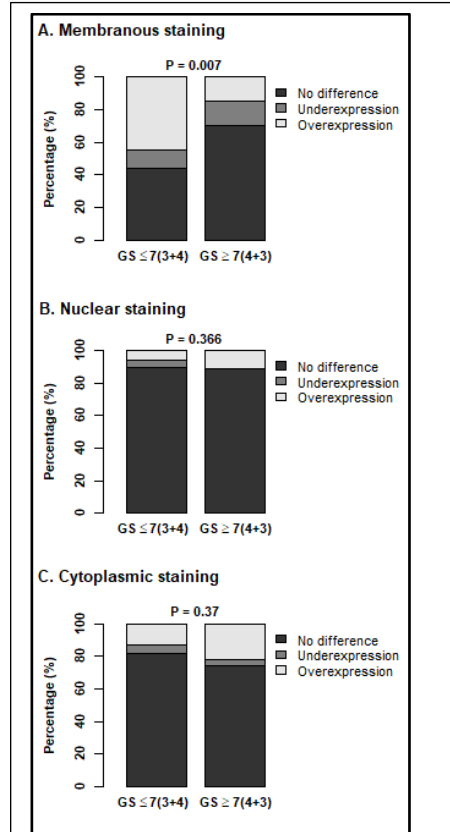 A. Membranous staining
P = 0.007
Percentage (%)
100
80
60
40
20
0
No difference
Underexpression
Overexpression
GS ≤ 7(3+4) GS ≥ 7(4+3)
B. Nuclear staining
P = 0.366
Percentage (%)
100
80
60
40
20
0
No difference
Underexpression
Overexpression
GS ≤ 7(3+4) GS ≥ 7(4+3)
C. Cytoplasmic staining
P = 0.37
Percentage (%)
100
80
60
40
20
0
No difference
Underexpression
Overexpression
GS ≤ 7(3+4) GS ≥ 7(4+3)